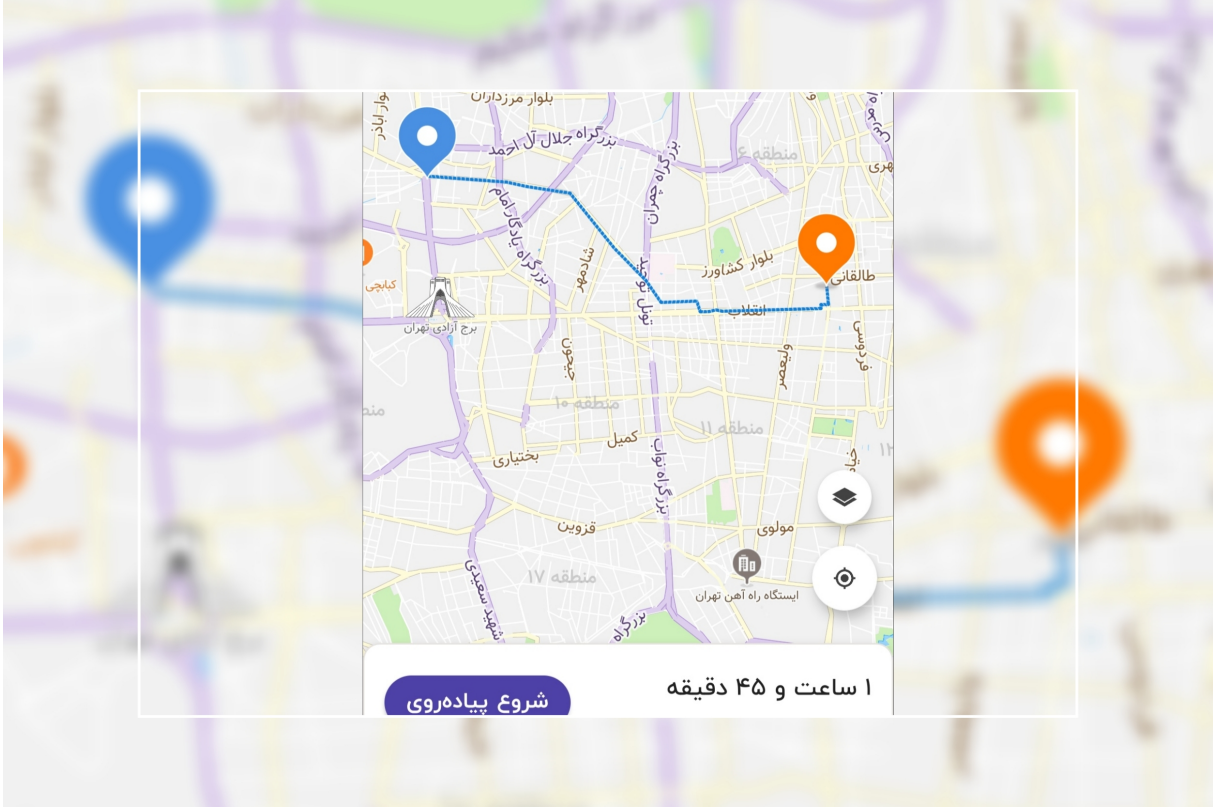 بلوار مرزداران
بزرگراه جلال آل احمد
منطقه ۶
بزرگراه چمران
بزرگراه یادگار امام
شادمهر
بلوار کشاورز
طالقانی
کبابچی
تونل توحید
انقلاب
برج آزادی تهران
فردوسی
ولیعصر
جیحون
منطقه ۱۰
منطقه ۱۱
کمیل
بختیاری
بزرگراه نواب
قزوین
مولوی
منطقه ۱۷
ایستگاه راه آهن تهران
شهید سعیدی
بزرگراه
۱ ساعت و ۴۵ دقیقه
شروع پیاده‌روی